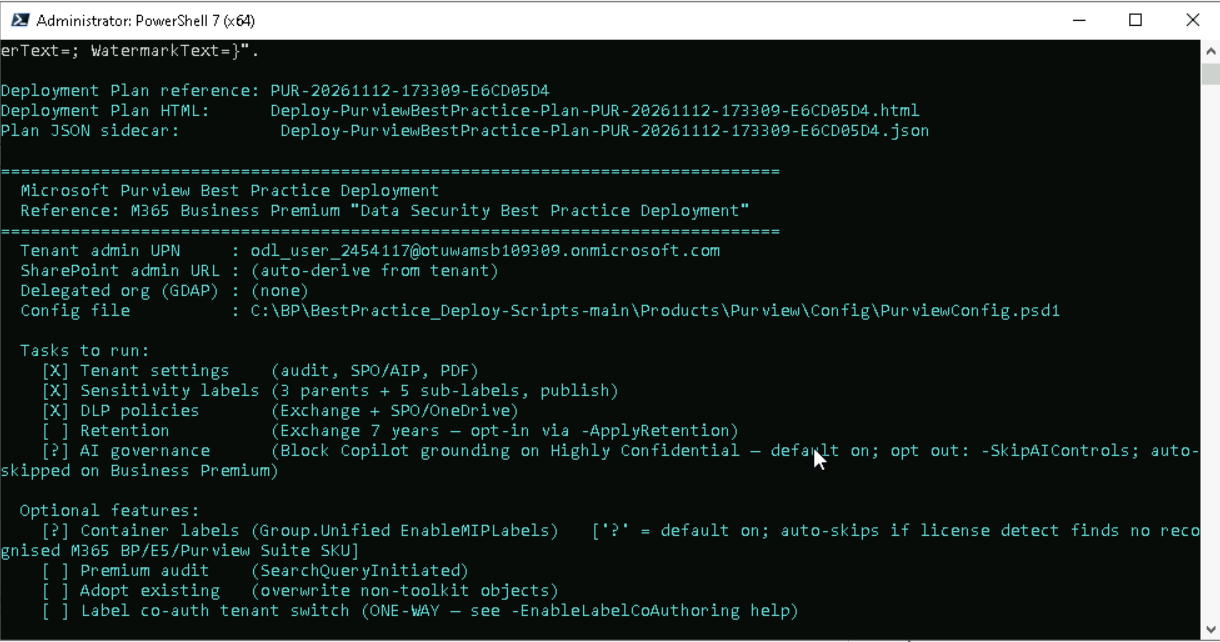 Administrator: PowerShell 7 (x64)
erText=; WatermarkText=}".
Deployment Plan reference: PUR-20261112-173309-E6CD05D4
Deployment Plan HTML:      Deploy-PurviewBestPractice-Plan-PUR-20261112-173309-E6CD05D4.html
Plan JSON sidecar:          Deploy-PurviewBestPractice-Plan-PUR-20261112-173309-E6CD05D4.json
==============================================================================
  Microsoft Purview Best Practice Deployment
  Reference: M365 Business Premium "Data Security Best Practice Deployment"
==============================================================================
  Tenant admin UPN     : odl_user_2454117@otuwamsb109309.onmicrosoft.com
  SharePoint admin URL : (auto-derive from tenant)
  Delegated org (GDAP) : (none)
  Config file          : C:\BP\BestPractice_Deploy-Scripts-main\Products\Purview\Config\PurviewConfig.psd1
  Tasks to run:
    [X] Tenant settings    (audit, SPO/AIP, PDF)
    [X] Sensitivity labels (3 parents + 5 sub-labels, publish)
    [X] DLP policies       (Exchange + SPO/OneDrive)
    [ ] Retention          (Exchange 7 years — opt-in via -ApplyRetention)
    [?] AI governance      (Block Copilot grounding on Highly Confidential — default on; opt out: -SkipAIControls; auto-
skipped on Business Premium)
  Optional features:
    [?] Container labels (Group.Unified EnableMIPLabels)   ['?' = default on; auto-skips if license detect finds no reco
gnised M365 BP/E5/Purview Suite SKU]
    [ ] Premium audit    (SearchQueryInitiated)
    [ ] Adopt existing   (overwrite non-toolkit objects)
    [ ] Label co-auth tenant switch (ONE-WAY — see -EnableLabelCoAuthoring help)